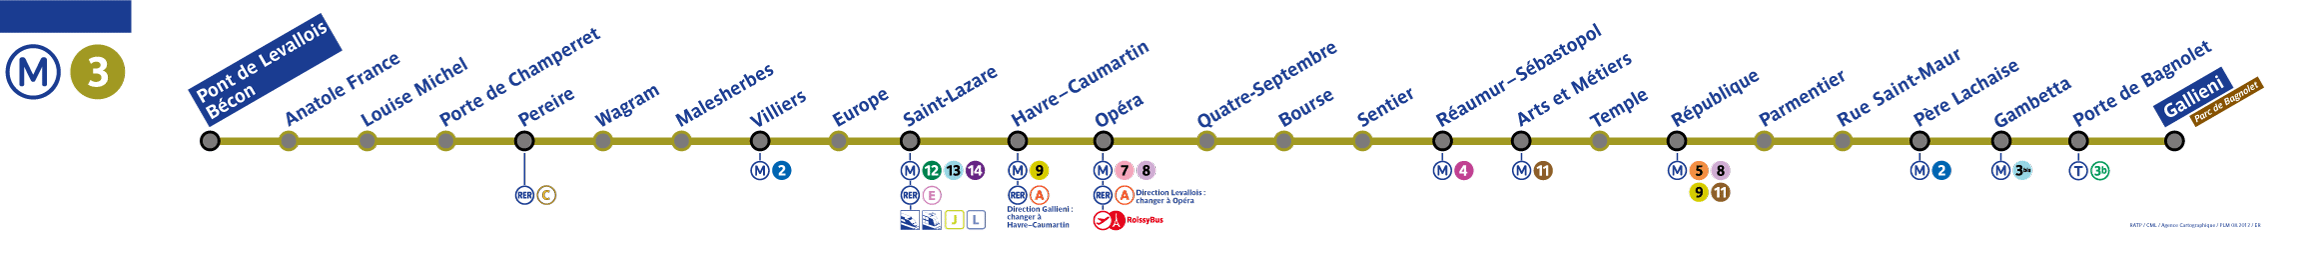 M 3
Pont de Levallois
Bécon
Anatole France
Louise Michel
Porte de Champerret
Pereire
Wagram
Malesherbes
Villiers
Europe
Saint-Lazare
Havre–Caumartin
Opéra
Quatre-Septembre
Bourse
Sentier
Réaumur–Sébastopol
Arts et Métiers
Temple
République
Parmentier
Rue Saint-Maur
Père Lachaise
Gambetta
Porte de Bagnolet
Gallieni
Parc de Bagnolet
RER C
M 2
M 12 13 14
RER E
J L
M 9
RER A
Direction Gallieni :
changer à
Havre–Caumartin
M 7 8
RER A
Direction Levallois :
changer à Opéra
RoissyBus
M 4
M 11
M 5 8
9 11
M 2
M 3bis
T 3b
RATP / CML / Agence Cartographique / PLM 08.2012 / ER